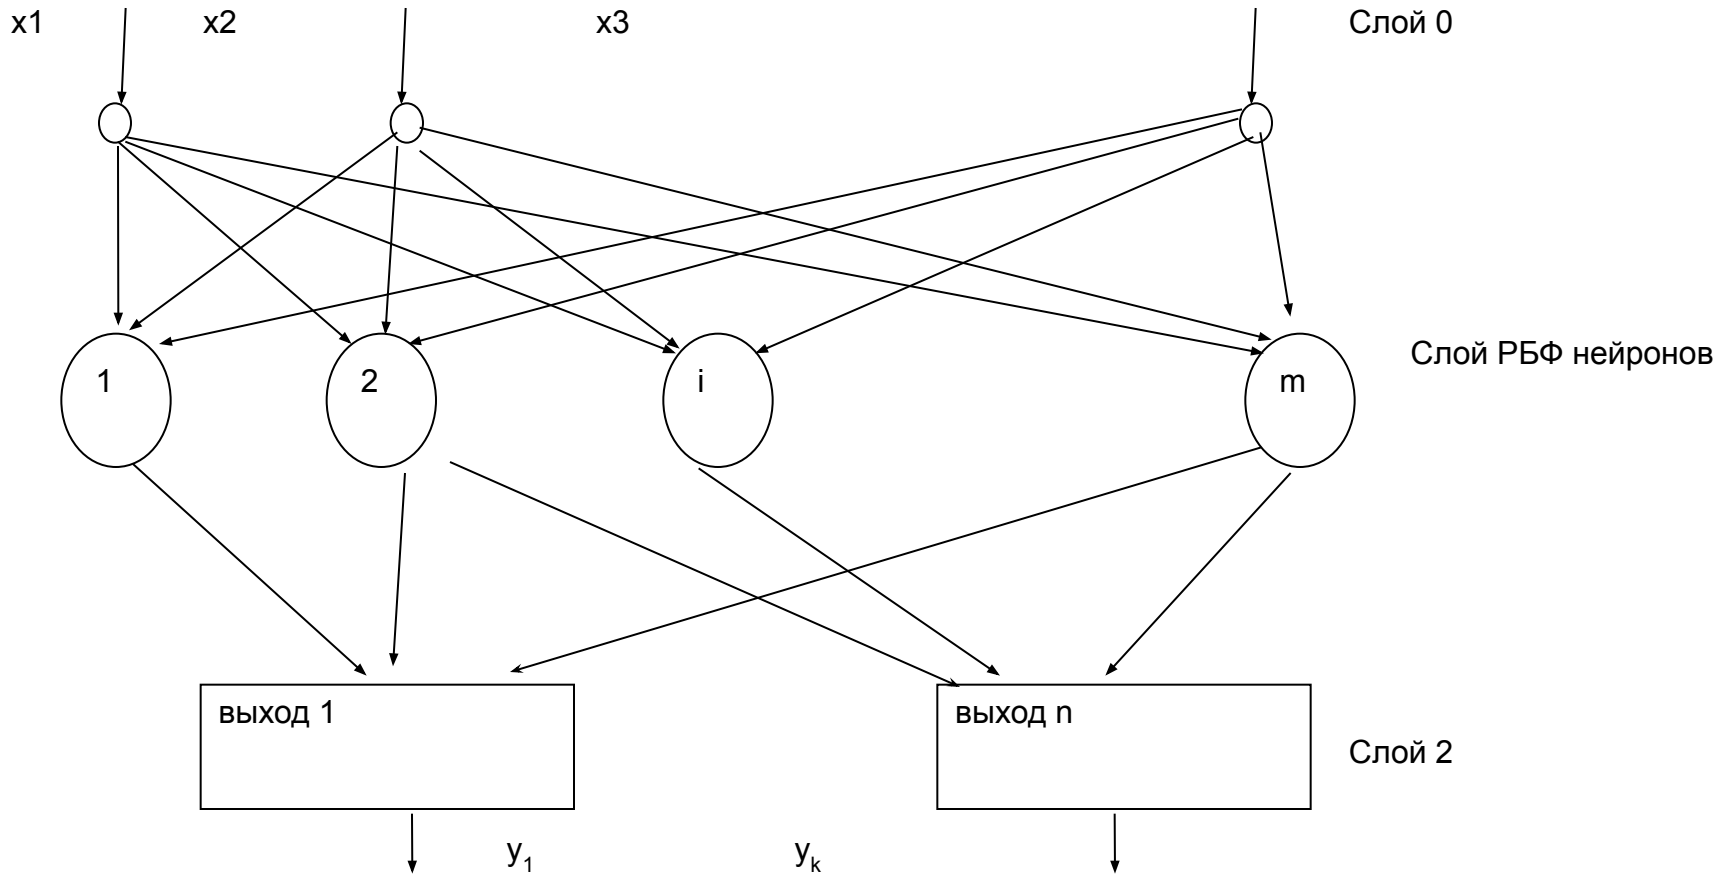 x1
x2
x3
Слой 0
1
2
i
m
Слой РБФ нейронов
выход 1
выход n
Слой 2
y₁
yₖ